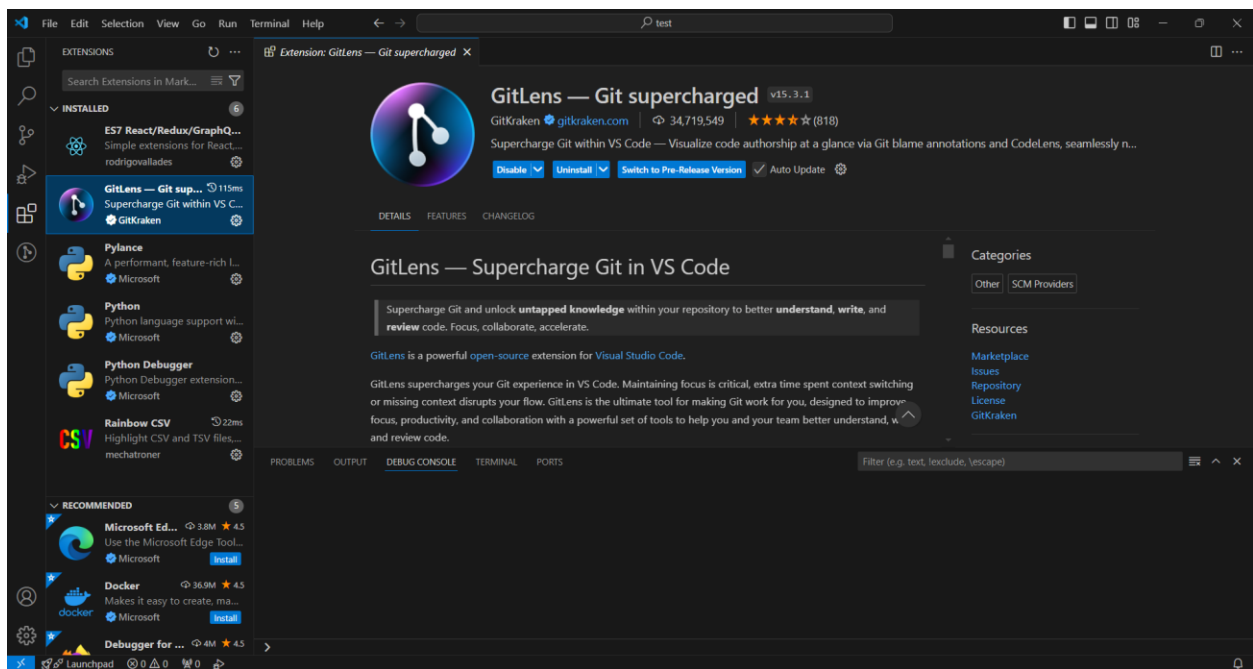 File Edit Selection View Go Run Terminal Help
test
EXTENSIONS
Search Extensions in Mark...
INSTALLED 6
ES7 React/Redux/GraphQ...
Simple extensions for React,...
rodrigovallades
GitLens — Git sup... 115ms
Supercharge Git within VS C...
GitKraken
Pylance
A performant, feature-rich l...
Microsoft
Python
Python language support wi...
Microsoft
Python Debugger
Python Debugger extension...
Microsoft
CSV
Rainbow CSV 22ms
Highlight CSV and TSV files,...
mechatroner
RECOMMENDED 5
Microsoft Ed... 3.8M 4.5
Use the Microsoft Edge Tool...
Microsoft Install
docker
Docker 36.9M 4.5
Makes it easy to create, ma...
Microsoft Install
Debugger for ... 4M 4.5
Extension: GitLens — Git supercharged
GitLens — Git supercharged v15.3.1
GitKraken gitkraken.com 34,719,549 (818)
Supercharge Git within VS Code — Visualize code authorship at a glance via Git blame annotations and CodeLens, seamlessly n...
Disable Uninstall Switch to Pre-Release Version Auto Update
DETAILS FEATURES CHANGELOG
GitLens — Supercharge Git in VS Code
Supercharge Git and unlock untapped knowledge within your repository to better understand, write, and
review code. Focus, collaborate, accelerate.
GitLens is a powerful open-source extension for Visual Studio Code.
GitLens supercharges your Git experience in VS Code. Maintaining focus is critical, extra time spent context switching
or missing context disrupts your flow. GitLens is the ultimate tool for making Git work for you, designed to improve
focus, productivity, and collaboration with a powerful set of tools to help you and your team better understand, w
and review code.
Categories
Other SCM Providers
Resources
Marketplace
Issues
Repository
License
GitKraken
PROBLEMS OUTPUT DEBUG CONSOLE TERMINAL PORTS
Filter (e.g. text, !exclude, \escape)
>
Launchpad 0 0 0